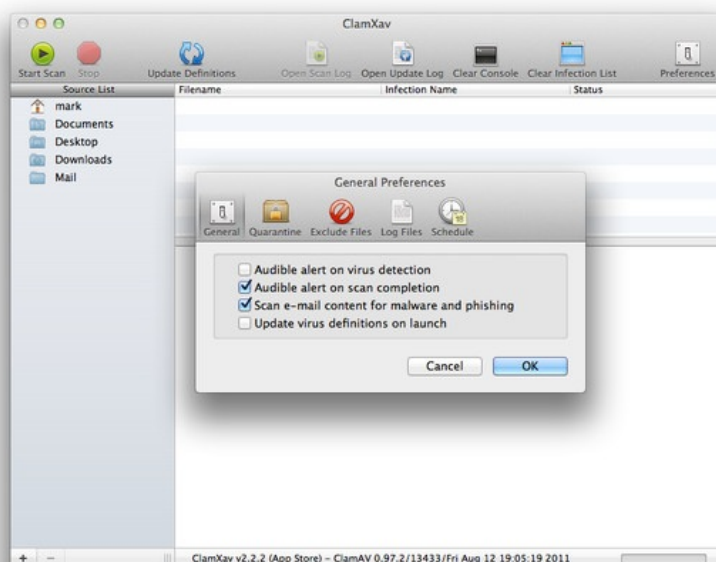 ClamXav
Start Scan Stop Update Definitions Open Scan Log Open Update Log Clear Console Clear Infection List Preferences
Source List Filename Infection Name Status
mark
Documents
Desktop
Downloads
Mail
General Preferences
General Quarantine Exclude Files Log Files Schedule
Audible alert on virus detection
Audible alert on scan completion
Scan e-mail content for malware and phishing
Update virus definitions on launch
Cancel OK
+ − ClamXav v2.2.2 (App Store) – ClamAV 0.97.2/13433/Fri Aug 12 19:05:19 2011